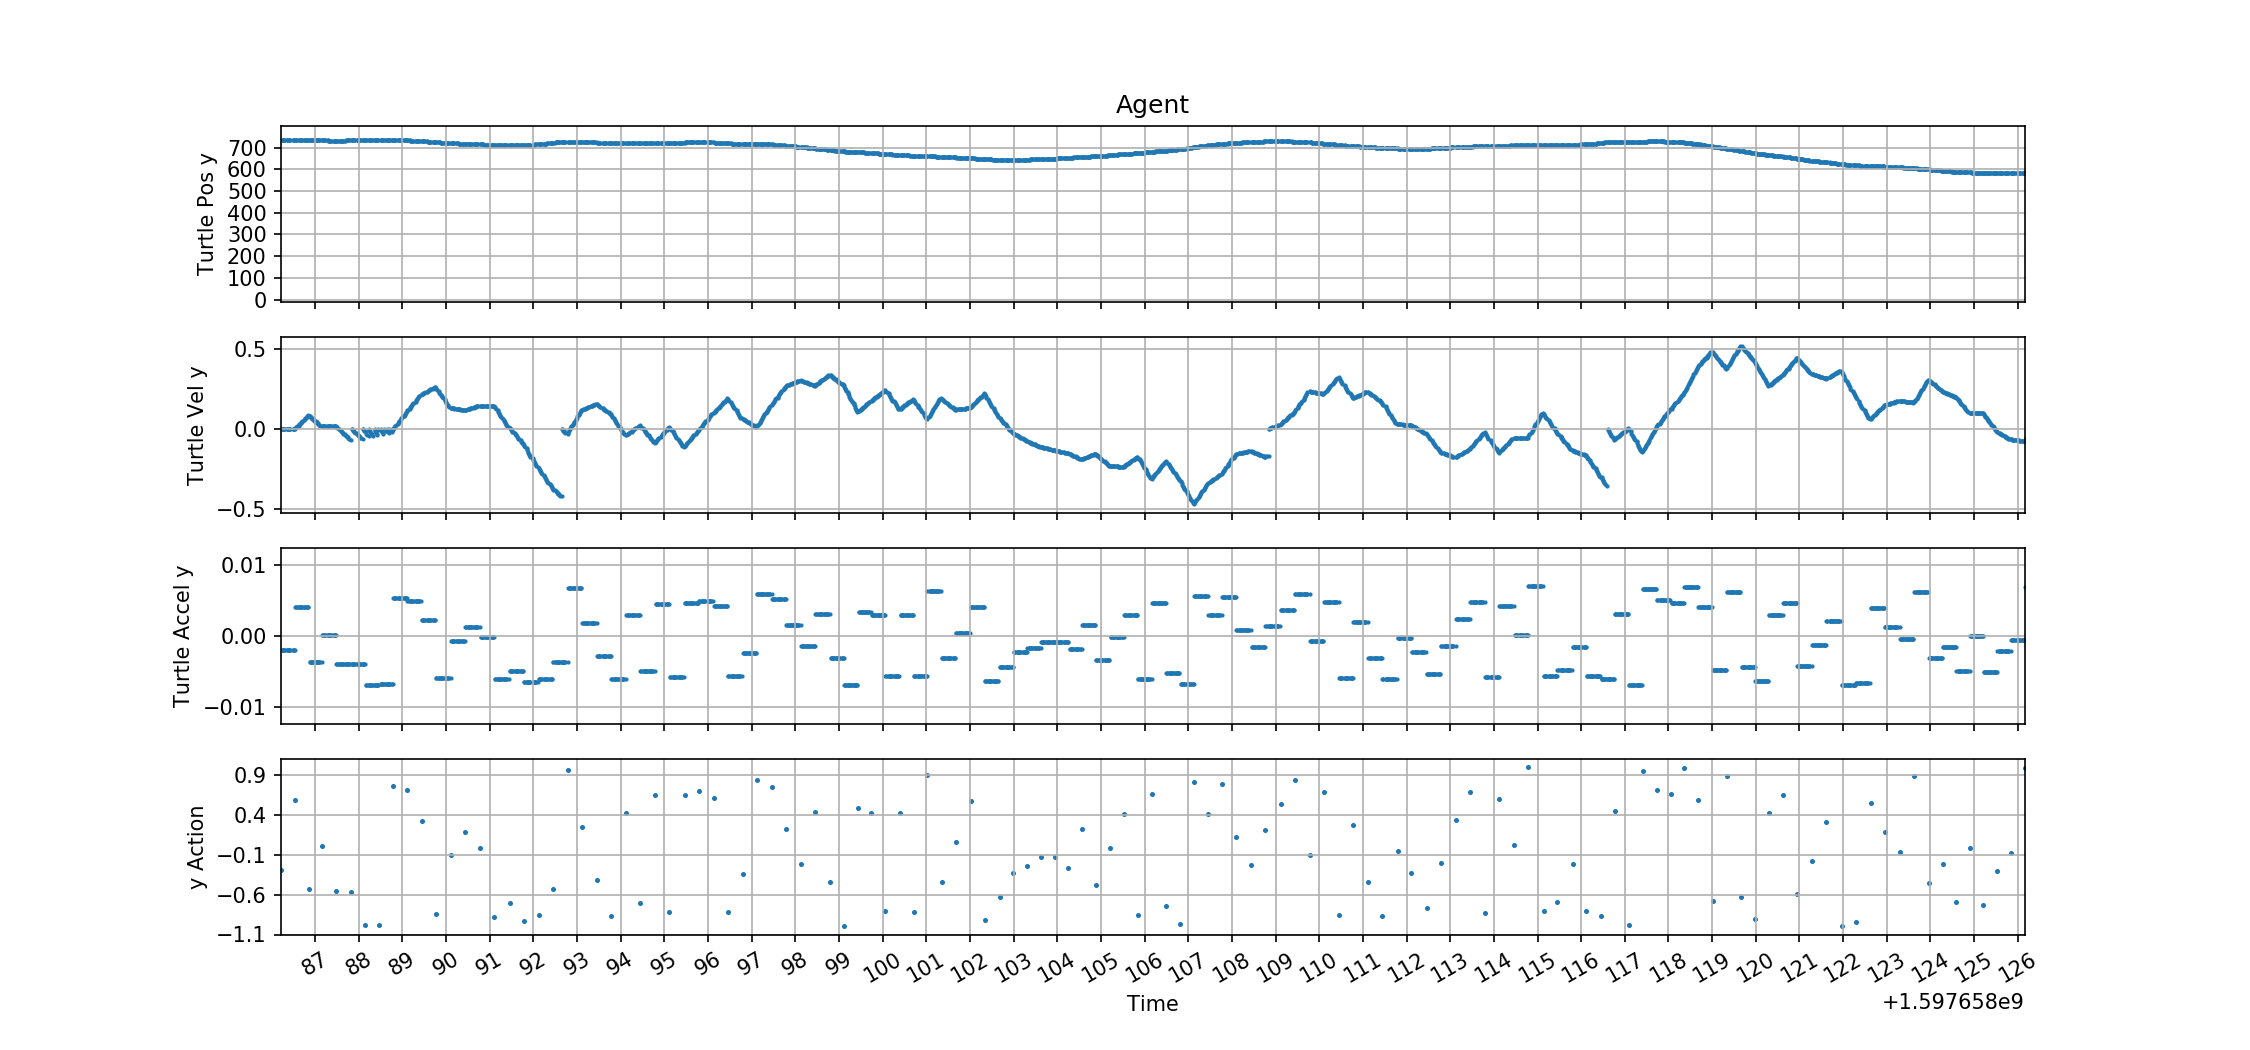 Agent
Turtle Pos y
700
600
500
400
300
200
100
0
Turtle Vel y
0.5
0.0
−0.5
Turtle Accel y
0.01
0.00
−0.01
y Action
0.9
0.4
−0.1
−0.6
−1.1
87 88 89 90 91 92 93 94 95 96 97 98 99 100 101 102 103 104 105 106 107 108 109 110 111 112 113 114 115 116 117 118 119 120 121 122 123 124 125 126
Time
+1.597658e9